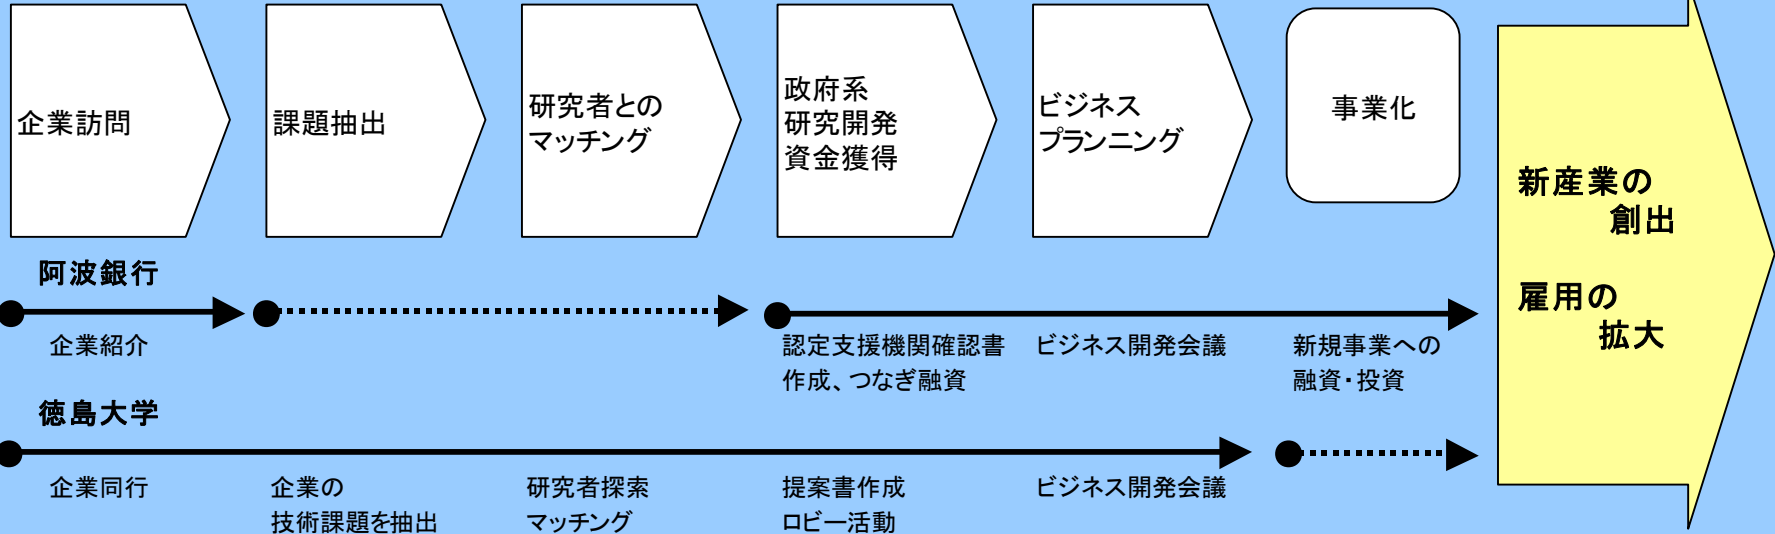 企業訪問
課題抽出
研究者との
マッチング
政府系
研究開発
資金獲得
ビジネス
プランニング
事業化
新産業の
創出
雇用の
拡大
阿波銀行
企業紹介
認定支援機関確認書
作成、つなぎ融資
ビジネス開発会議
新規事業への
融資・投資
徳島大学
企業同行
企業の
技術課題を抽出
研究者探索
マッチング
提案書作成
ロビー活動
ビジネス開発会議